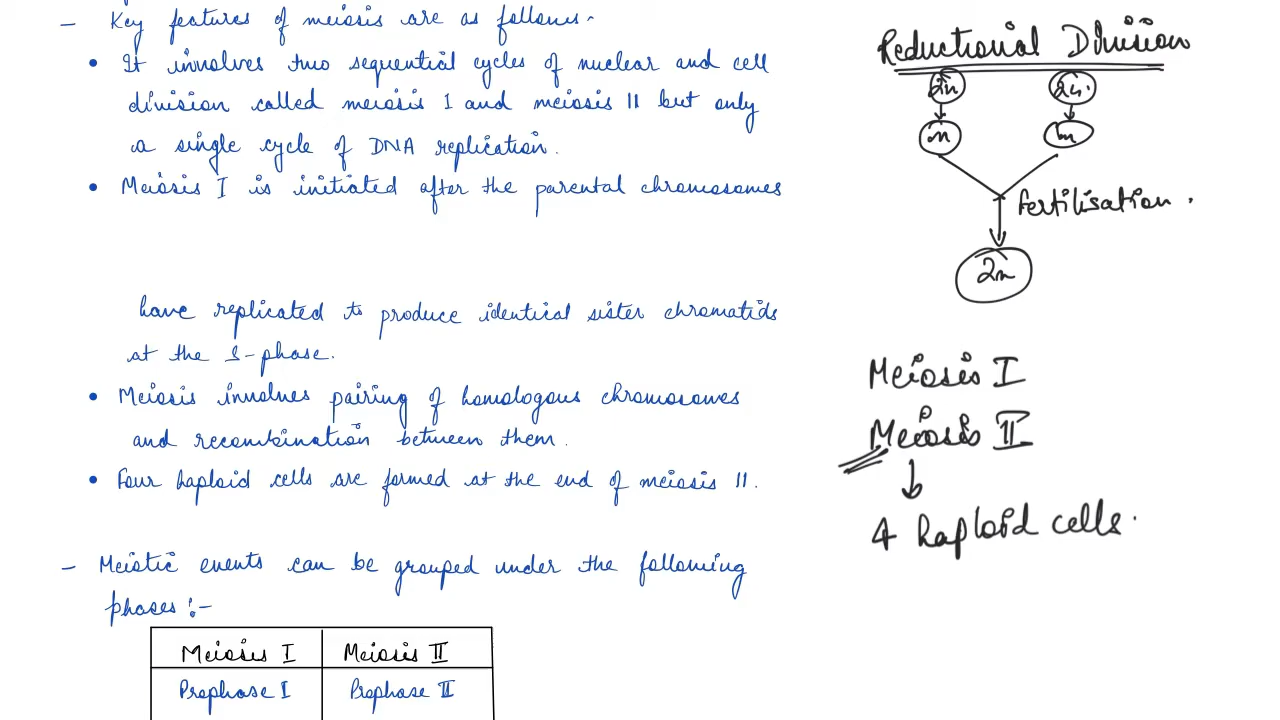 – Key features of meiosis are as follows:-
• It involves two sequential cycles of nuclear and cell
division called meiosis I and meiosis II but only
a single cycle of DNA replication.
• Meiosis I is initiated after the parental chromosomes
have replicated to produce identical sister chromatids
at the S-phase.
• Meiosis involves pairing of homologous chromosomes
and recombination between them.
• Four haploid cells are formed at the end of meiosis II.
– Meiotic events can be grouped under the following
phases :-
Meiosis I Meiosis II
Prophase I Prophase II
Reductional Division
2n 2n
n n
Fertilisation.
2n
Meiosis I
Meiosis II
4 haploid cells.